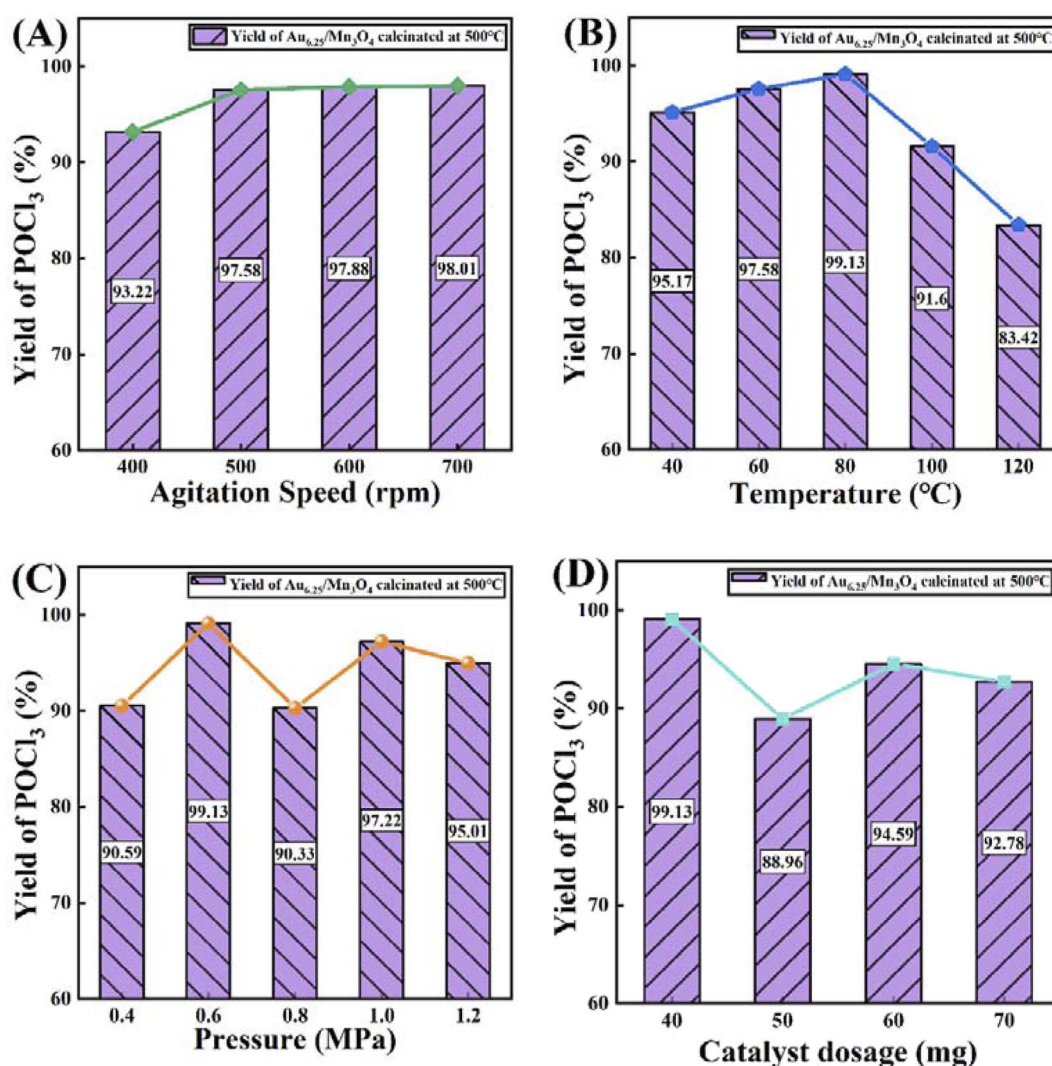 (A)
Yield of Au6.25/Mn3O4 calcinated at 500°C
Yield of POCl3 (%)
100
90
80
70
60
93.22
97.58
97.88
98.01
400 500 600 700
Agitation Speed (rpm)
(B)
Yield of Au6.25/Mn3O4 calcinated at 500°C
Yield of POCl3 (%)
100
90
80
70
60
95.17
97.58
99.13
91.6
83.42
40 60 80 100 120
Temperature (°C)
(C)
Yield of Au6.25/Mn3O4 calcinated at 500°C
Yield of POCl3 (%)
100
90
80
70
60
90.59
99.13
90.33
97.22
95.01
0.4 0.6 0.8 1.0 1.2
Pressure (MPa)
(D)
Yield of Au6.25/Mn3O4 calcinated at 500°C
Yield of POCl3 (%)
100
90
80
70
60
99.13
88.96
94.59
92.78
40 50 60 70
Catalyst dosage (mg)